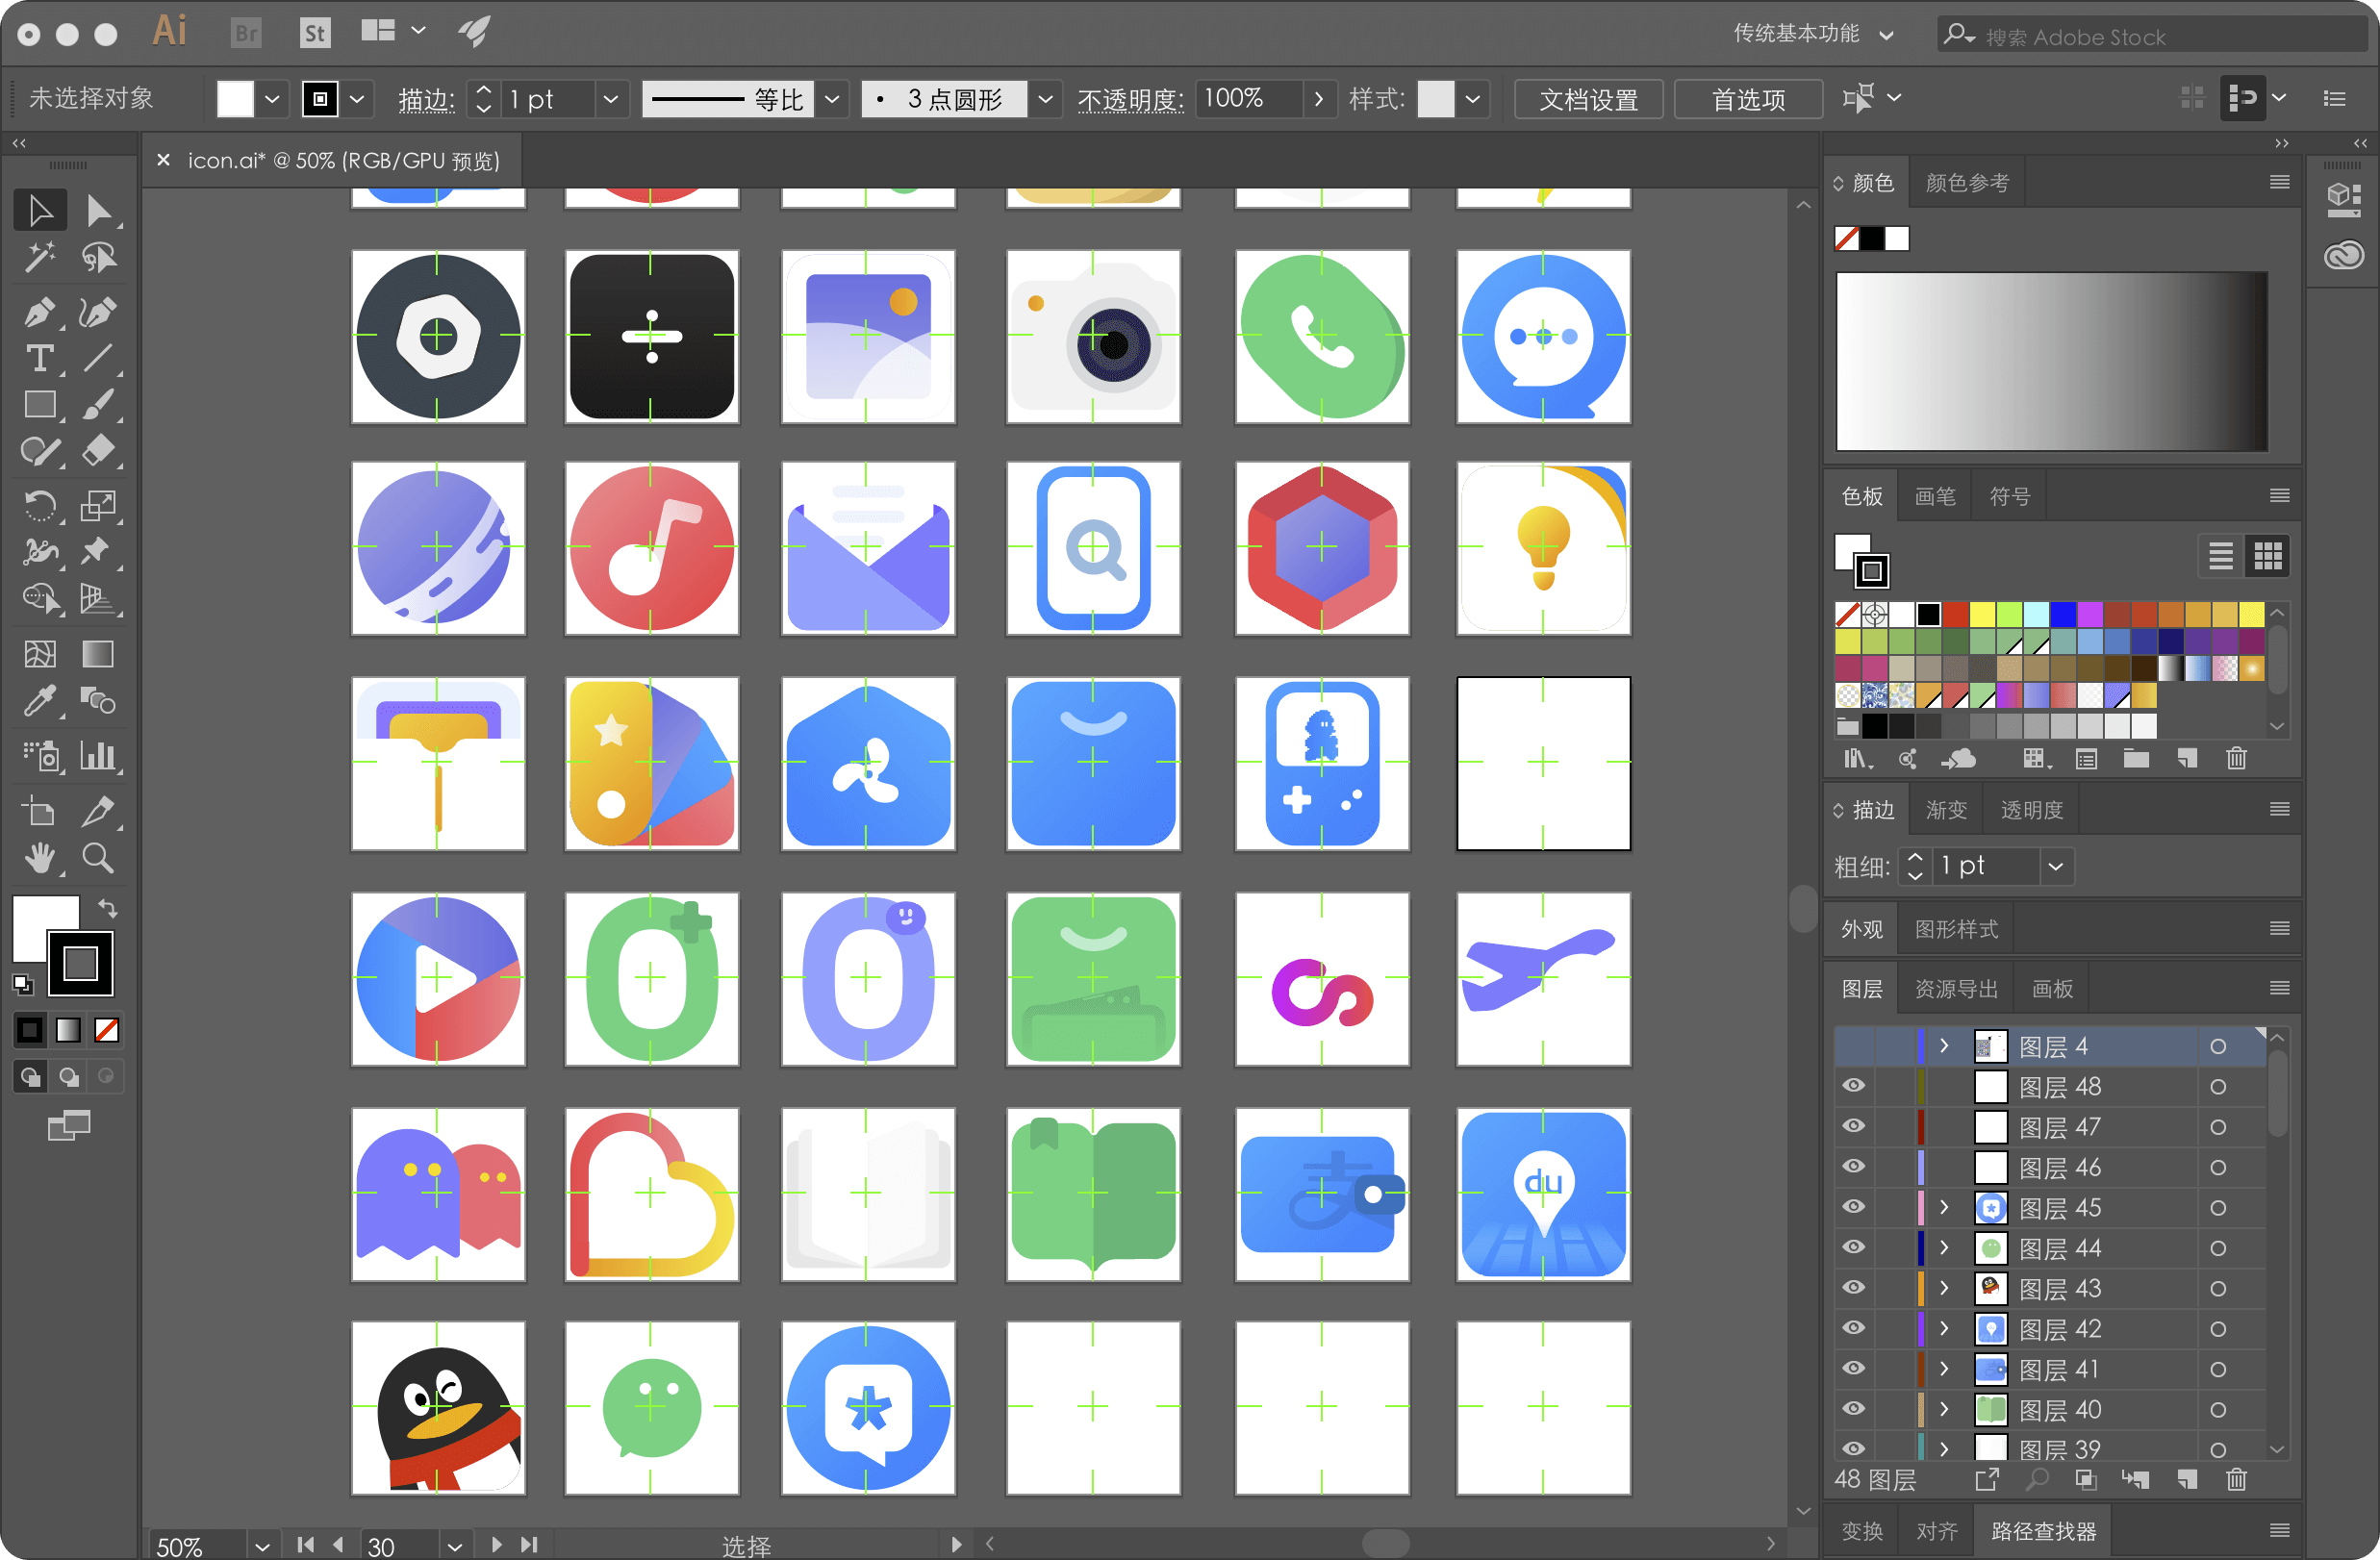 Ai
Br
St
传统基本功能
搜索 Adobe Stock
未选择对象
描边:
1 pt
等比
3 点圆形
不透明度:
100%
样式:
文档设置
首选项
icon.ai* @ 50% (RGB/GPU 预览)
颜色
颜色参考
色板
画笔
符号
描边
渐变
透明度
粗细:
1 pt
外观
图形样式
图层
资源导出
画板
图层 4
图层 48
图层 47
图层 46
图层 45
图层 44
图层 43
图层 42
图层 41
图层 40
图层 39
48 图层
变换
对齐
路径查找器
支
du
50%
30
选择